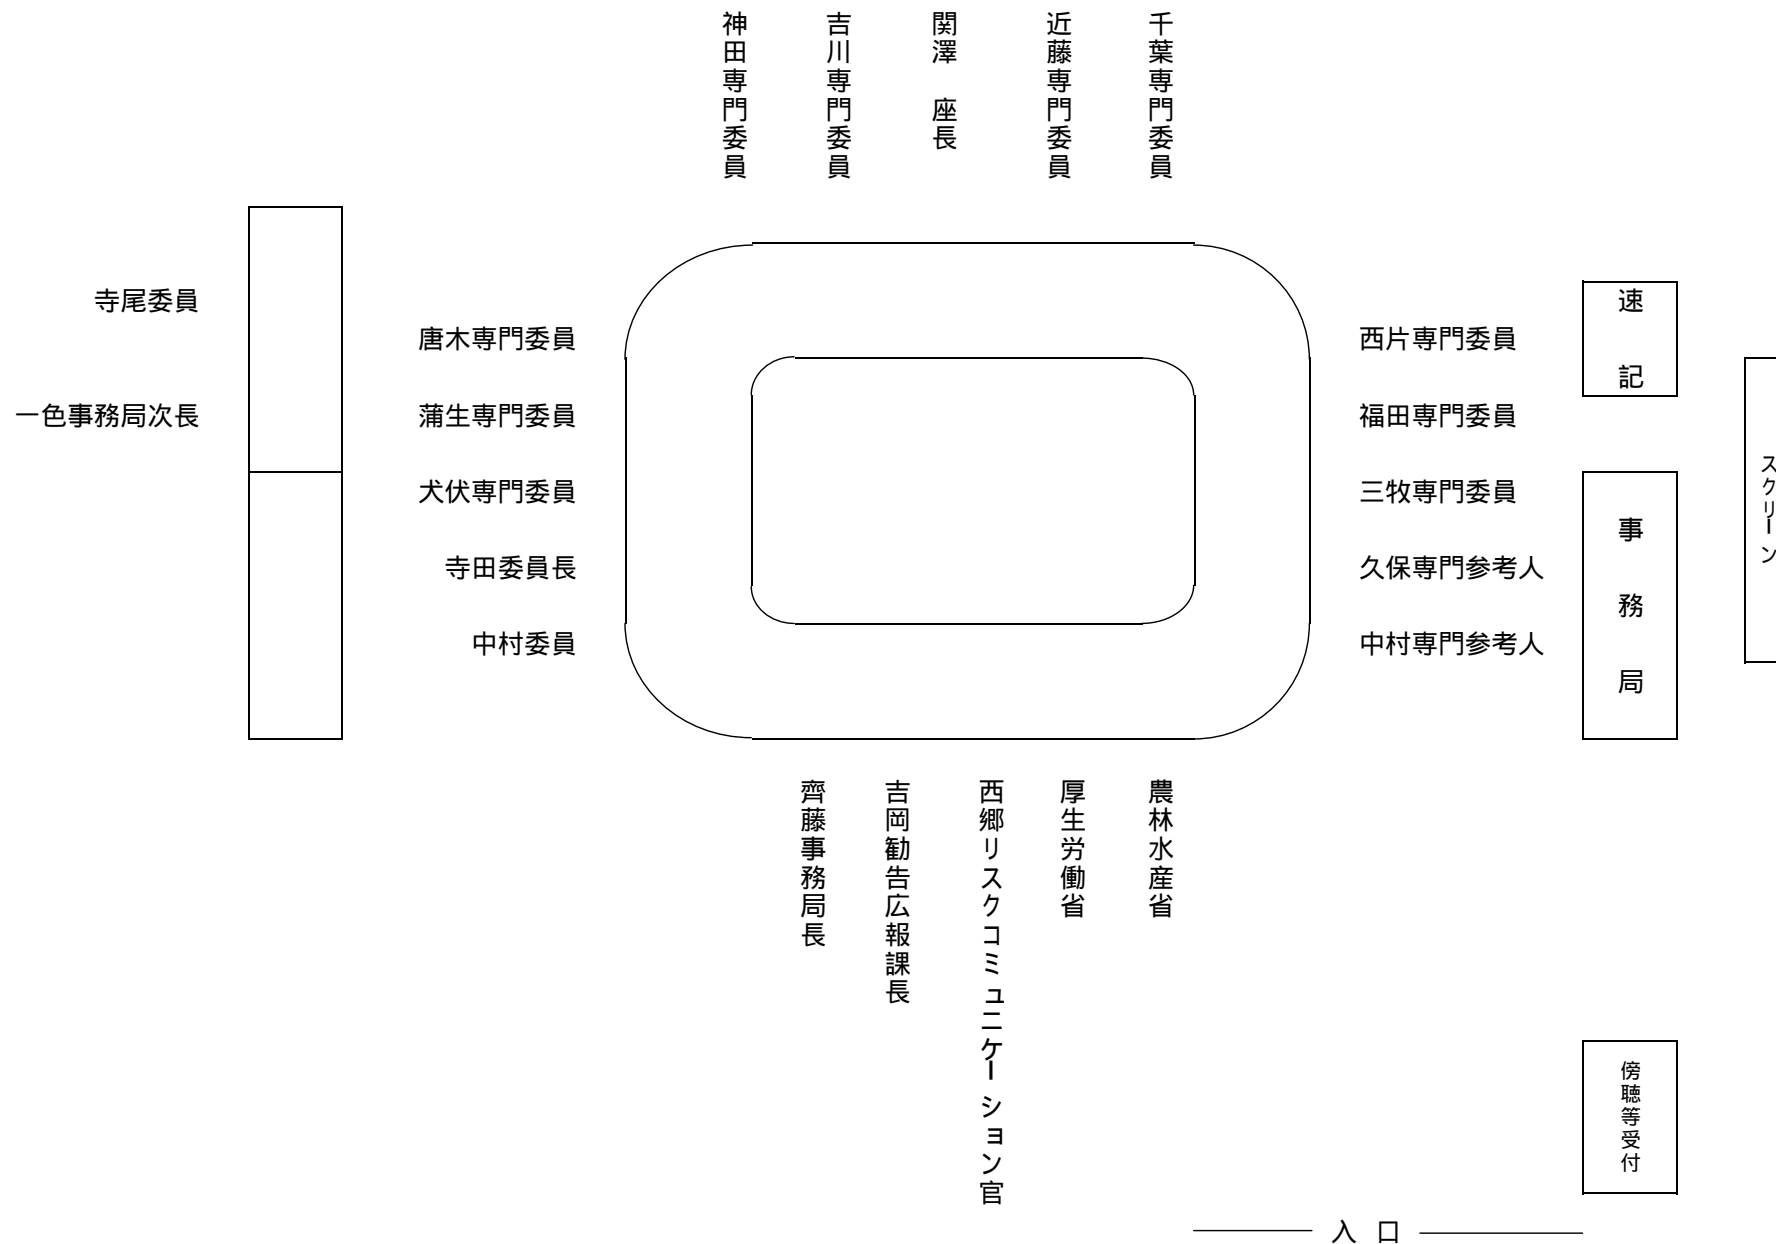 神田専門委員
吉川専門委員
関澤　座長
近藤専門委員
千葉専門委員
寺尾委員
一色事務局次長
唐木専門委員
蒲生専門委員
犬伏専門委員
寺田委員長
中村委員
西片専門委員
福田専門委員
三牧専門委員
久保専門参考人
中村専門参考人
速記
事務局
スクリーン
齊藤事務局長
吉岡勧告広報課長
西郷リスクコミュニケーション官
厚生労働省
農林水産省
傍聴等受付
入口